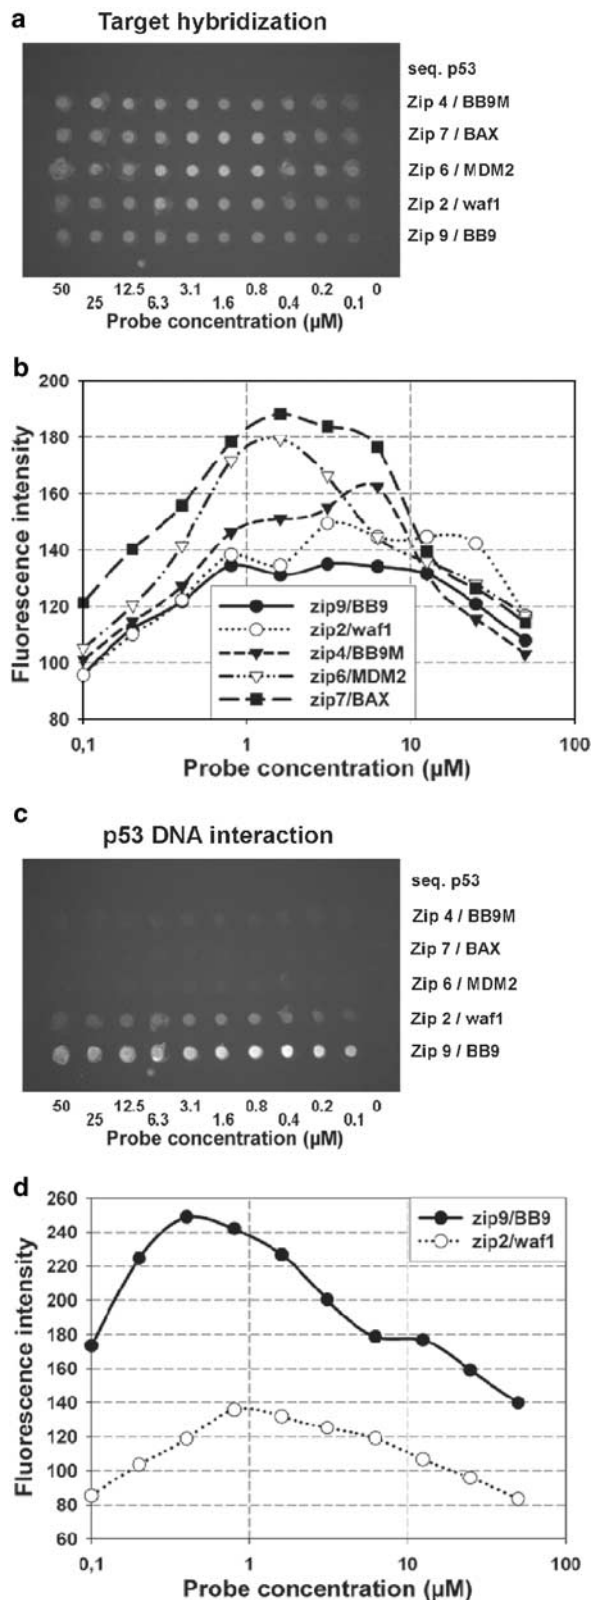 a
Target hybridization
seq. p53
Zip 4 / BB9M
Zip 7 / BAX
Zip 6 / MDM2
Zip 2 / waf1
Zip 9 / BB9
50 25 12.5 6.3 3.1 1.6 0.8 0.4 0.2 0.1 0
Probe concentration (µM)
b
Fluorescence intensity
200
180
160
140
120
100
80
zip9/BB9
zip2/waf1
zip4/BB9M
zip6/MDM2
zip7/BAX
0,1 1 10 100
Probe concentration (µM)
c
p53 DNA interaction
seq. p53
Zip 4 / BB9M
Zip 7 / BAX
Zip 6 / MDM2
Zip 2 / waf1
Zip 9 / BB9
50 25 12.5 6.3 3.1 1.6 0.8 0.4 0.2 0.1 0
Probe concentration (µM)
d
Fluorescence intensity
260
240
220
200
180
160
140
120
100
80
60
zip9/BB9
zip2/waf1
0,1 1 10 100
Probe concentration (µM)